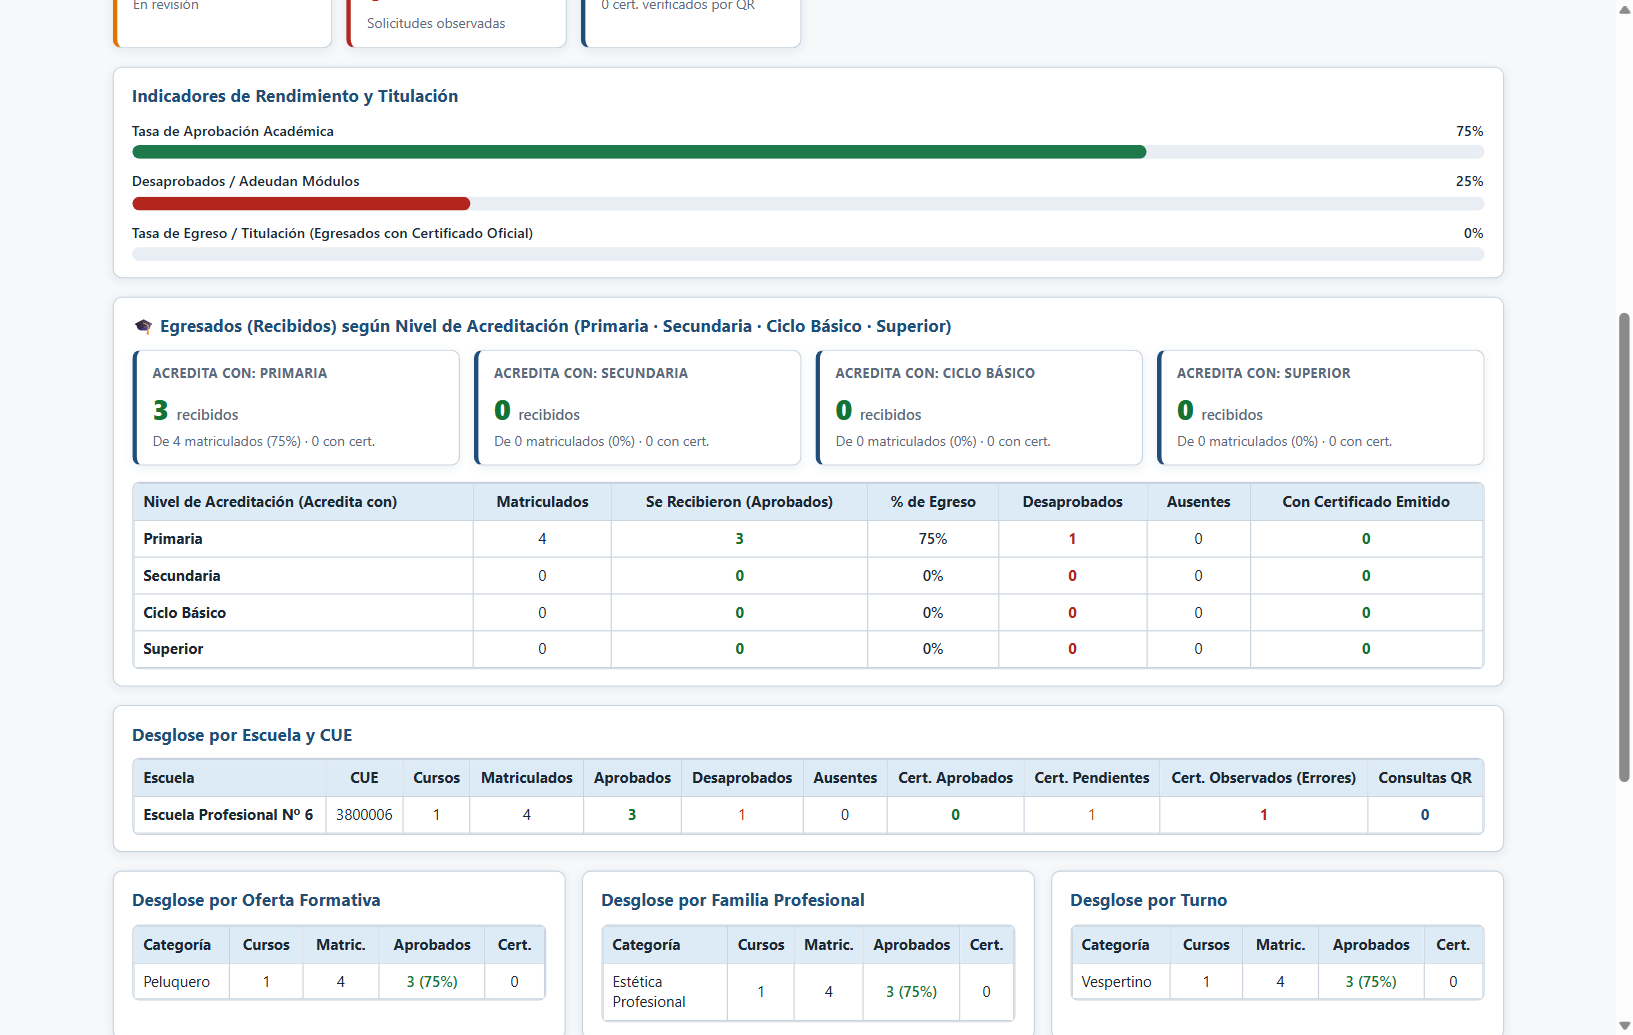 En revisión
Solicitudes observadas
0 cert. verificados por QR
Indicadores de Rendimiento y Titulación
Tasa de Aprobación Académica 75%
Desaprobados / Adeudan Módulos 25%
Tasa de Egreso / Titulación (Egresados con Certificado Oficial) 0%
Egresados (Recibidos) según Nivel de Acreditación (Primaria · Secundaria · Ciclo Básico · Superior)
ACREDITA CON: PRIMARIA
3 recibidos
De 4 matriculados (75%) · 0 con cert.
ACREDITA CON: SECUNDARIA
0 recibidos
De 0 matriculados (0%) · 0 con cert.
ACREDITA CON: CICLO BÁSICO
0 recibidos
De 0 matriculados (0%) · 0 con cert.
ACREDITA CON: SUPERIOR
0 recibidos
De 0 matriculados (0%) · 0 con cert.
Nivel de Acreditación (Acredita con) Matriculados Se Recibieron (Aprobados) % de Egreso Desaprobados Ausentes Con Certificado Emitido
Primaria 4 3 75% 1 0 0
Secundaria 0 0 0% 0 0 0
Ciclo Básico 0 0 0% 0 0 0
Superior 0 0 0% 0 0 0
Desglose por Escuela y CUE
Escuela CUE Cursos Matriculados Aprobados Desaprobados Ausentes Cert. Aprobados Cert. Pendientes Cert. Observados (Errores) Consultas QR
Escuela Profesional Nº 6 3800006 1 4 3 1 0 0 1 1 0
Desglose por Oferta Formativa
Categoría Cursos Matric. Aprobados Cert.
Peluquero 1 4 3 (75%) 0
Desglose por Familia Profesional
Categoría Cursos Matric. Aprobados Cert.
Estética
Profesional 1 4 3 (75%) 0
Desglose por Turno
Categoría Cursos Matric. Aprobados Cert.
Vespertino 1 4 3 (75%) 0